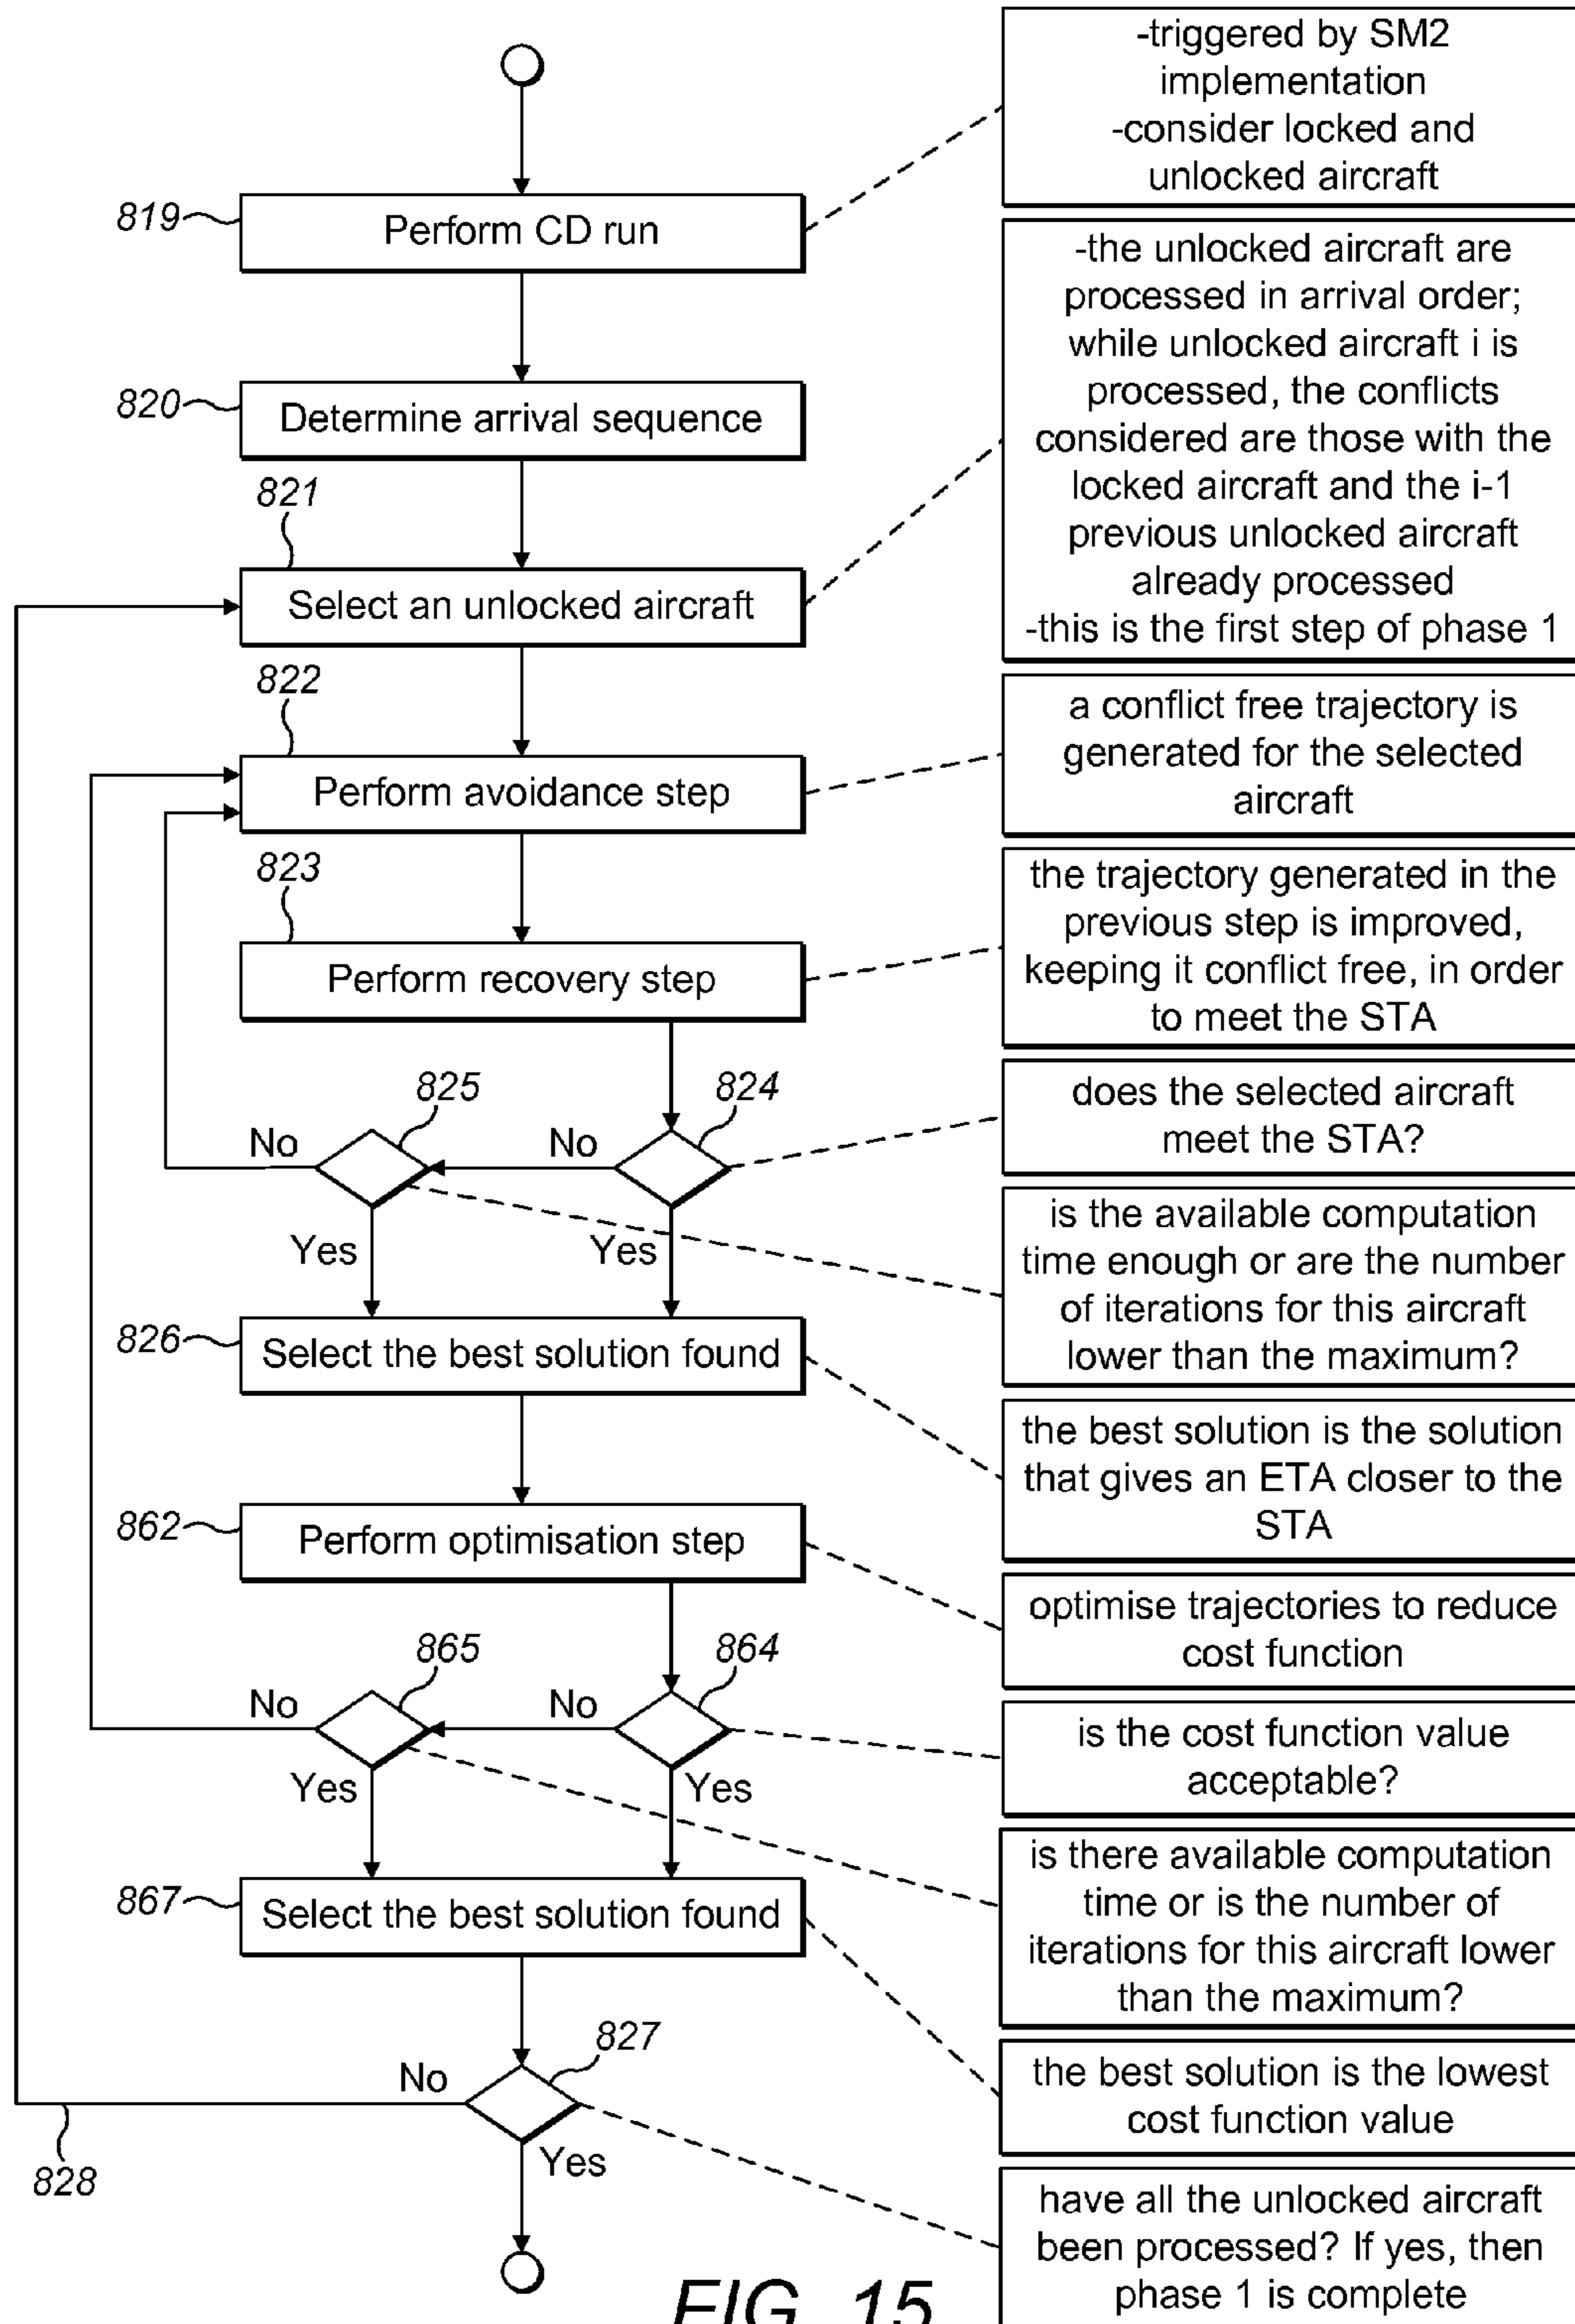 -triggered by SM2
implementation
-consider locked and
unlocked aircraft
819
Perform CD run
-the unlocked aircraft are
processed in arrival order;
while unlocked aircraft i is
processed, the conflicts
considered are those with the
locked aircraft and the i-1
previous unlocked aircraft
already processed
-this is the first step of phase 1
820
Determine arrival sequence
821
Select an unlocked aircraft
822
Perform avoidance step
a conflict free trajectory is
generated for the selected
aircraft
823
Perform recovery step
the trajectory generated in the
previous step is improved,
keeping it conflict free, in order
to meet the STA
825
824
No
No
does the selected aircraft
meet the STA?
Yes
Yes
is the available computation
time enough or are the number
of iterations for this aircraft
lower than the maximum?
826
Select the best solution found
the best solution is the solution
that gives an ETA closer to the
STA
862
Perform optimisation step
optimise trajectories to reduce
cost function
865
864
No
No
is the cost function value
acceptable?
Yes
Yes
is there available computation
time or is the number of
iterations for this aircraft lower
than the maximum?
867
Select the best solution found
the best solution is the lowest
cost function value
827
No
828
Yes
have all the unlocked aircraft
been processed? If yes, then
phase 1 is complete
FIG. 15